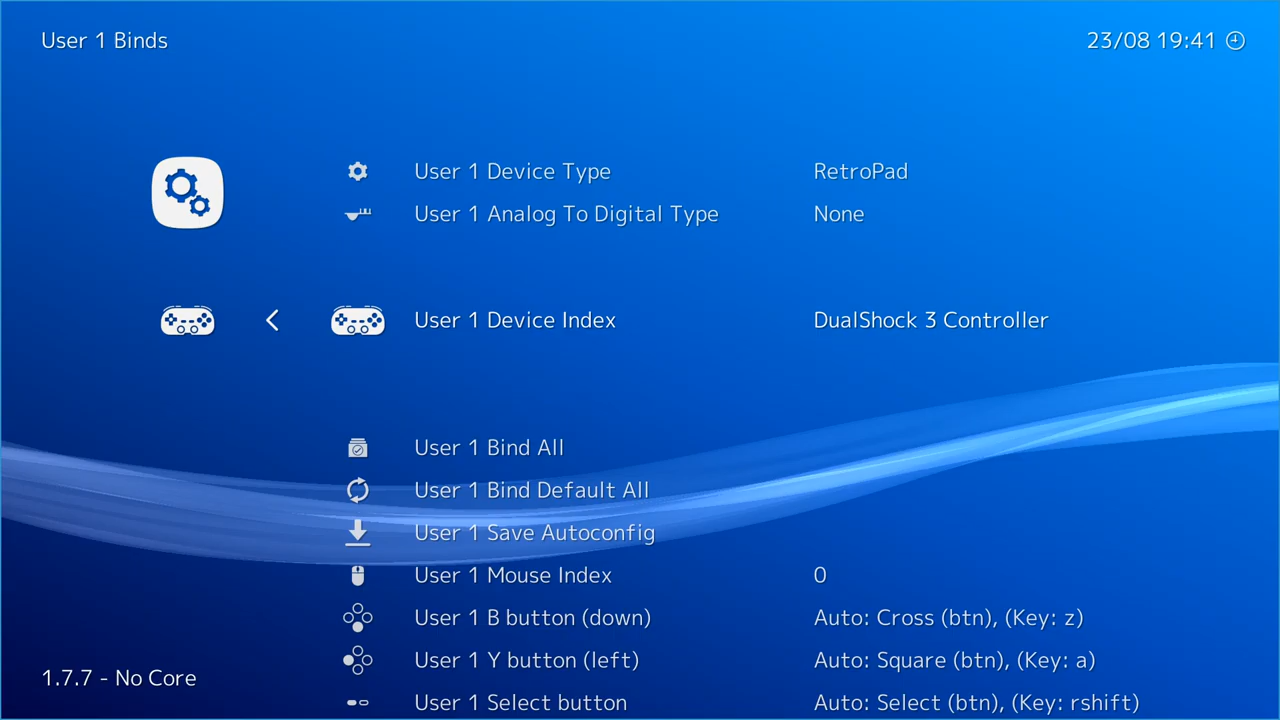 User 1 Binds 23/08 19:41
User 1 Device Type RetroPad
User 1 Analog To Digital Type None
User 1 Device Index DualShock 3 Controller
User 1 Bind All
User 1 Bind Default All
User 1 Save Autoconfig
User 1 Mouse Index 0
User 1 B button (down) Auto: Cross (btn), (Key: z)
User 1 Y button (left) Auto: Square (btn), (Key: a)
1.7.7 - No Core
User 1 Select button Auto: Select (btn), (Key: rshift)